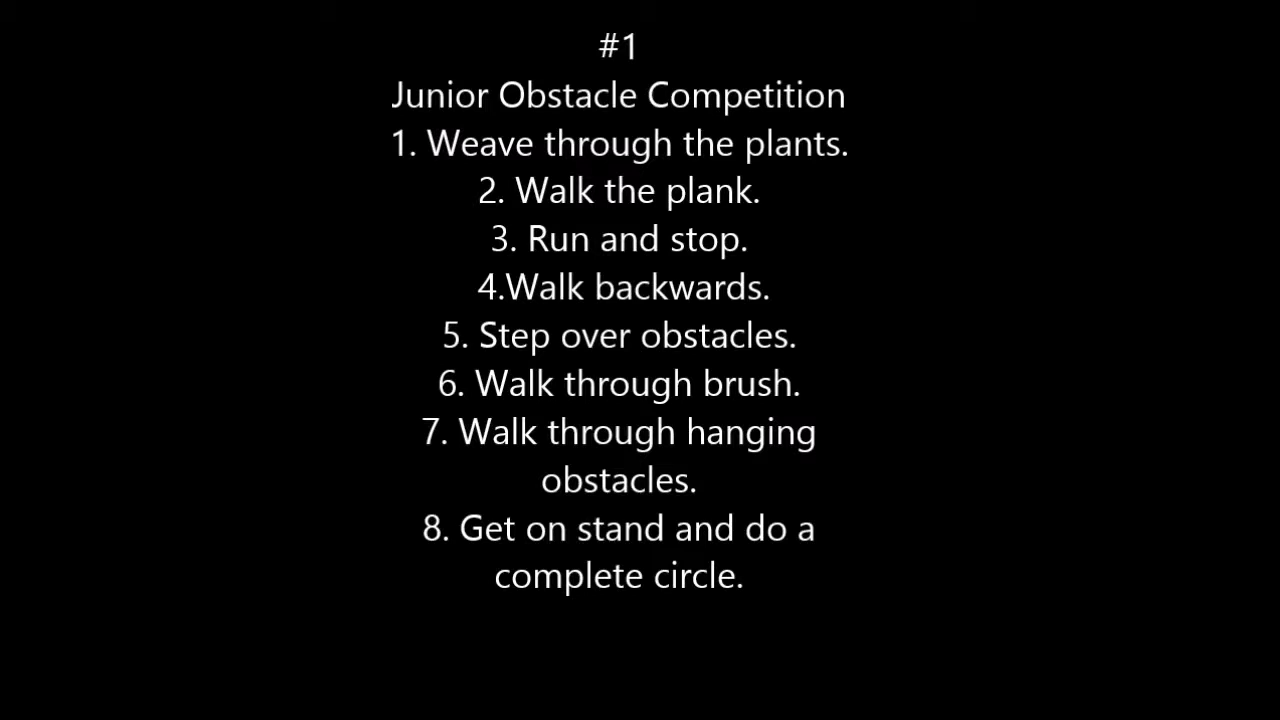 #1
Junior Obstacle Competition
1. Weave through the plants.
2. Walk the plank.
3. Run and stop.
4.Walk backwards.
5. Step over obstacles.
6. Walk through brush.
7. Walk through hanging
obstacles.
8. Get on stand and do a
complete circle.